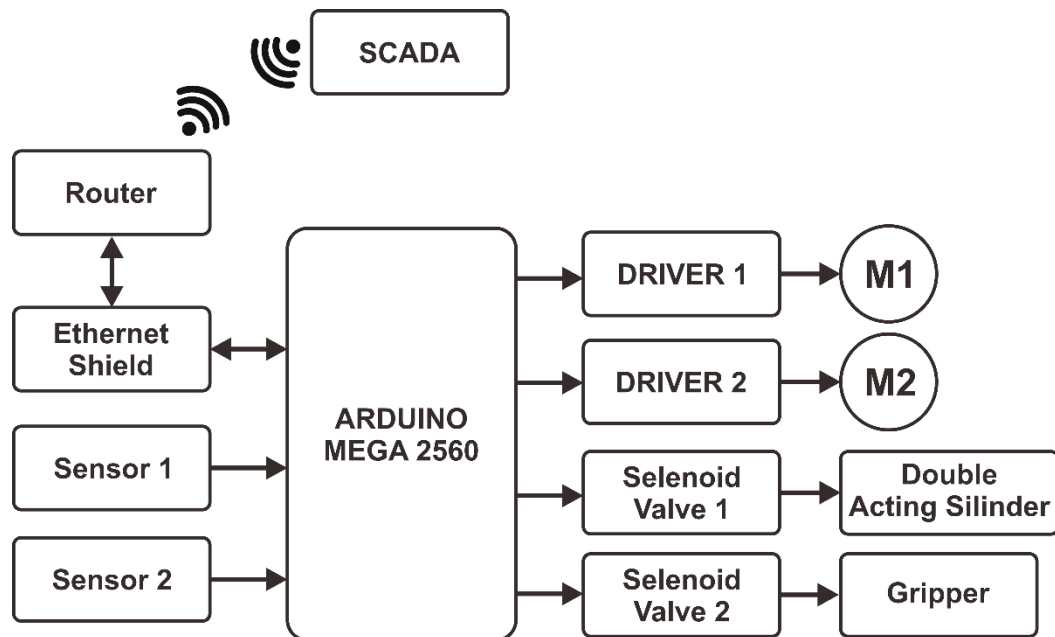 SCADA
Router
Ethernet
Shield
Sensor 1
Sensor 2
ARDUINO
MEGA 2560
DRIVER 1
M1
DRIVER 2
M2
Selenoid
Valve 1
Double
Acting Silinder
Selenoid
Valve 2
Gripper